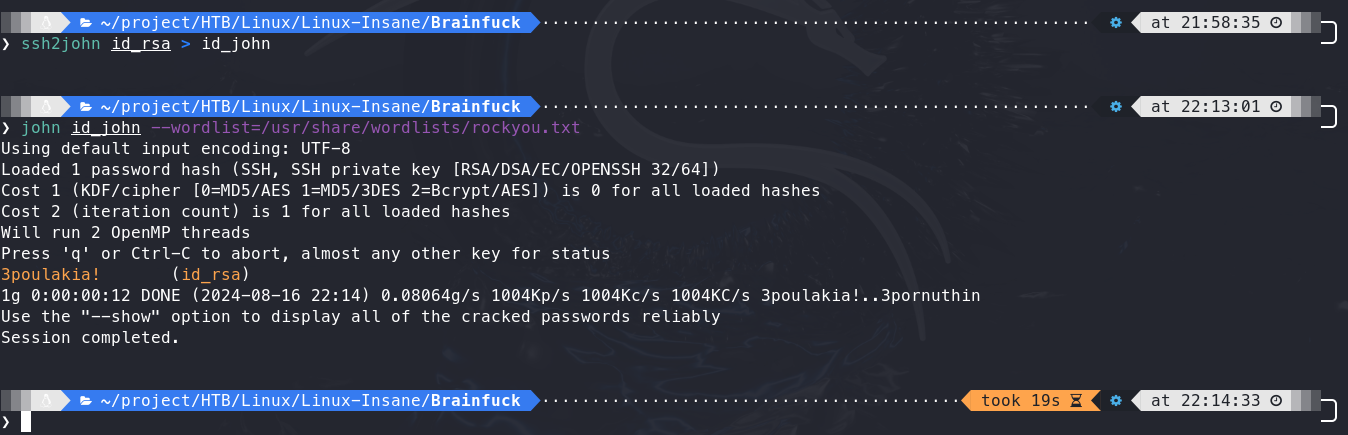 ~/project/HTB/Linux/Linux-Insane/Brainfuck at 21:58:35
❯ ssh2john id_rsa > id_john
~/project/HTB/Linux/Linux-Insane/Brainfuck at 22:13:01
❯ john id_john --wordlist=/usr/share/wordlists/rockyou.txt
Using default input encoding: UTF-8
Loaded 1 password hash (SSH, SSH private key [RSA/DSA/EC/OPENSSH 32/64])
Cost 1 (KDF/cipher [0=MD5/AES 1=MD5/3DES 2=Bcrypt/AES]) is 0 for all loaded hashes
Cost 2 (iteration count) is 1 for all loaded hashes
Will run 2 OpenMP threads
Press 'q' or Ctrl-C to abort, almost any other key for status
3poulakia!       (id_rsa)
1g 0:00:00:12 DONE (2024-08-16 22:14) 0.08064g/s 1004Kp/s 1004Kc/s 1004KC/s 3poulakia!..3pornuthin
Use the "--show" option to display all of the cracked passwords reliably
Session completed.
~/project/HTB/Linux/Linux-Insane/Brainfuck took 19s at 22:14:33
❯